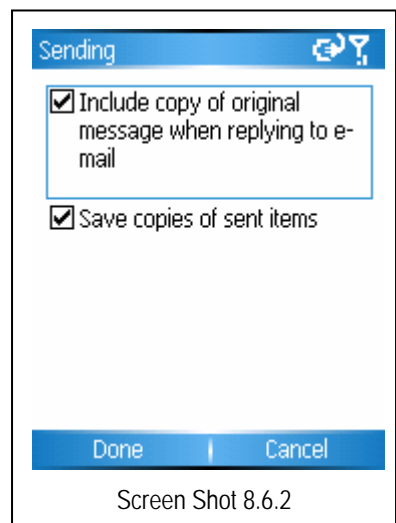 Sending
Include copy of original
message when replying to e-
mail
Save copies of sent items
Done Cancel
Screen Shot 8.6.2